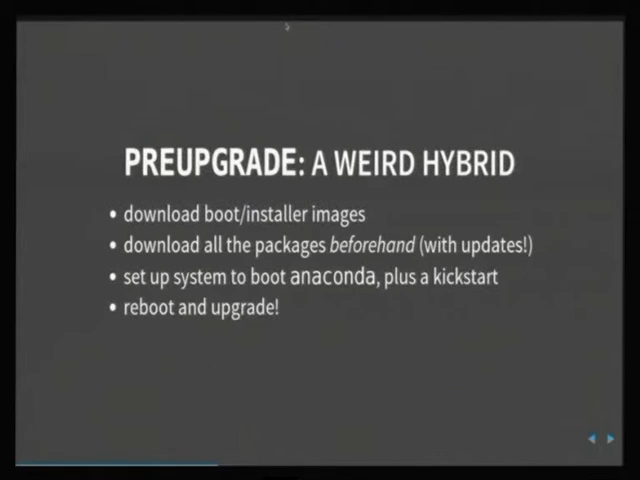 PREUPGRADE: A WEIRD HYBRID
• download boot/installer images
• download all the packages beforehand (with updates!)
• set up system to boot anaconda, plus a kickstart
• reboot and upgrade!